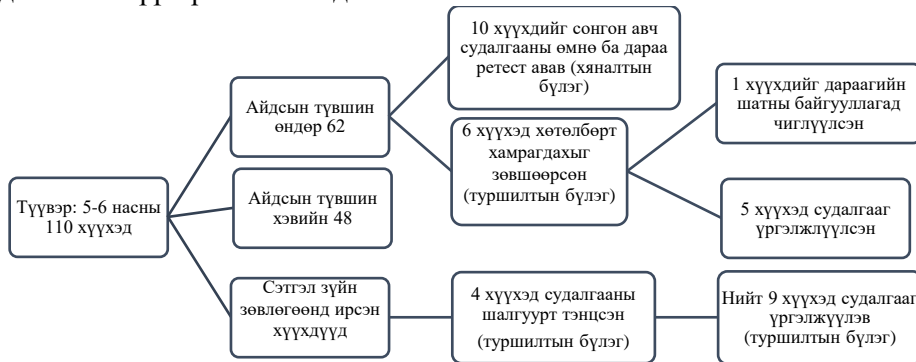 10 хүүхдийг сонгон авч
судалгааны өмнө ба дараа
ретест авав (хяналтын
бүлэг)
1 хүүхдийг дараагийн
шатны байгууллагад
чиглүүлсэн
Айдсын түвшин
өндөр 62
6 хүүхэд хөтөлбөрт
хамрагдахыг
зөвшөөрсөн
(туршилтын бүлэг)
Түүвэр: 5-6 насны
110 хүүхэд
Айдсын түвшин
хэвийн 48
5 хүүхэд судалгааг
үргэлжлүүлсэн
Сэтгэл зүйн
зөвлөгөөнд ирсэн
хүүхдүүд
4 хүүхэд судалгааны
шалгуурт тэнцсэн
(туршилтын бүлэг)
Нийт 9 хүүхэд судалгааг
үргэлжүүлэв
(туршилтын бүлэг)